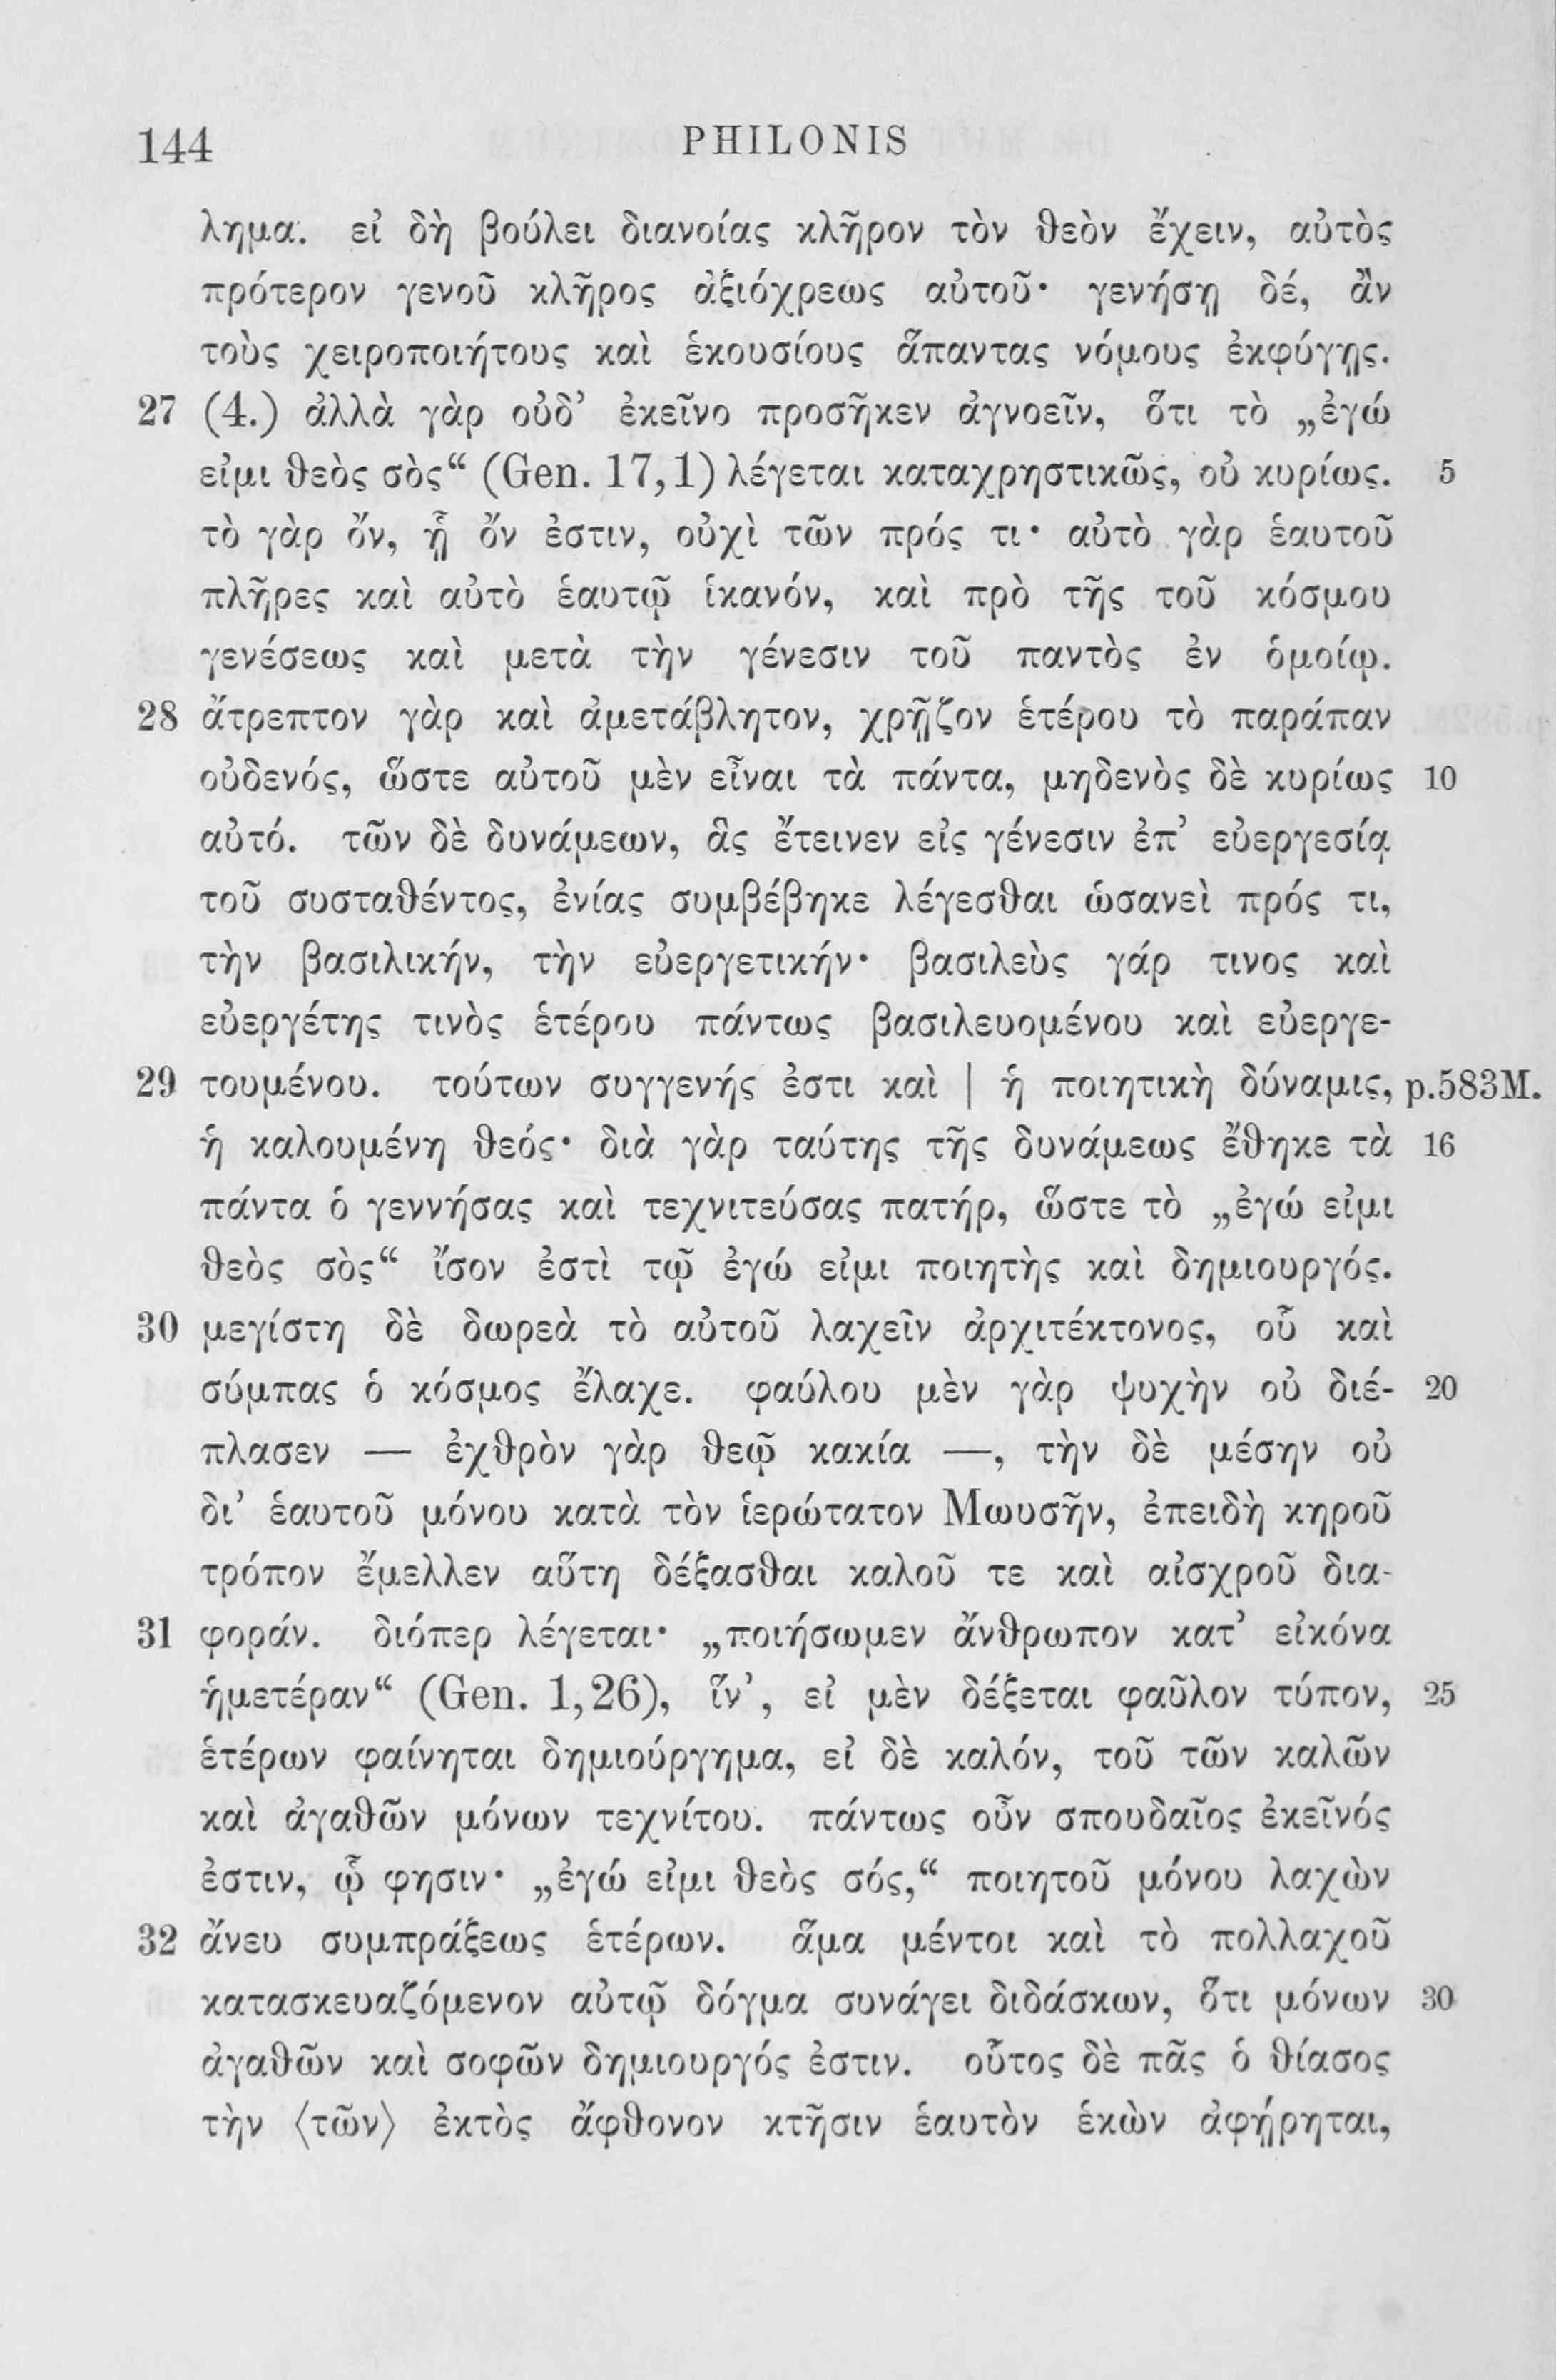 144 PHILONIS
λημα. εἰ δὴ βούλει διανοίας κλῆρον τὸν θεὸν ἔχειν, αὐτὸς
πρότερον γενοῦ κλῆρος ἀξιόχρεως αὐτοῦ· γενήσῃ δέ, ἂν
τοὺς χειροποιήτους καὶ ἑκουσίους ἅπαντας νόμους ἐκφύγῃς.
27 (4.) ἀλλὰ γὰρ οὐδ’ ἐκεῖνο προσῆκεν ἀγνοεῖν, ὅτι τὸ „ἐγώ
εἰμι θεὸς σὸς“ (Gen. 17,1) λέγεται καταχρηστικῶς, οὐ κυρίως. 5
τὸ γὰρ ὄν, ᾗ ὄν ἐστιν, οὐχὶ τῶν πρός τι· αὐτὸ γὰρ ἑαυτοῦ
πλῆρες καὶ αὐτὸ ἑαυτῷ ἱκανόν, καὶ πρὸ τῆς τοῦ κόσμου
γενέσεως καὶ μετὰ τὴν γένεσιν τοῦ παντὸς ἐν ὁμοίῳ.
28 ἄτρεπτον γὰρ καὶ ἀμετάβλητον, χρῇζον ἑτέρου τὸ παράπαν
οὐδενός, ὥστε αὐτοῦ μὲν εἶναι τὰ πάντα, μηδενὸς δὲ κυρίως 10
αὐτό. τῶν δὲ δυνάμεων, ἃς ἔτεινεν εἰς γένεσιν ἐπ’ εὐεργεσίᾳ
τοῦ συσταθέντος, ἐνίας συμβέβηκε λέγεσθαι ὡσανεὶ πρός τι,
τὴν βασιλικήν, τὴν εὐεργετικήν· βασιλεὺς γάρ τινος καὶ
εὐεργέτης τινὸς ἑτέρου πάντως βασιλευομένου καὶ εὐεργε-
29 τουμένου. τούτων συγγενής ἐστι καὶ | ἡ ποιητικὴ δύναμις, p.583M.
ἡ καλουμένη θεός· διὰ γὰρ ταύτης τῆς δυνάμεως ἔθηκε τὰ 16
πάντα ὁ γεννήσας καὶ τεχνιτεύσας πατήρ, ὥστε τὸ „ἐγώ εἰμι
θεὸς σὸς“ ἴσον ἐστὶ τῷ ἐγώ εἰμι ποιητὴς καὶ δημιουργός.
30 μεγίστη δὲ δωρεὰ τὸ αὐτοῦ λαχεῖν ἀρχιτέκτονος, οὗ καὶ
σύμπας ὁ κόσμος ἔλαχε. φαύλου μὲν γὰρ ψυχὴν οὐ διέ- 20
πλασεν — ἐχθρὸν γὰρ θεῷ κακία —, τὴν δὲ μέσην οὐ
δι’ ἑαυτοῦ μόνου κατὰ τὸν ἱερώτατον Μωυσῆν, ἐπειδὴ κηροῦ
τρόπον ἔμελλεν αὕτη δέξασθαι καλοῦ τε καὶ αἰσχροῦ δια-
31 φοράν. διόπερ λέγεται· „ποιήσωμεν ἄνθρωπον κατ’ εἰκόνα
ἡμετέραν“ (Gen. 1,26), ἵν’, εἰ μὲν δέξεται φαῦλον τύπον, 25
ἑτέρων φαίνηται δημιούργημα, εἰ δὲ καλόν, τοῦ τῶν καλῶν
καὶ ἀγαθῶν μόνων τεχνίτου. πάντως οὖν σπουδαῖος ἐκεῖνός
ἐστιν, ᾧ φησιν· „ἐγώ εἰμι θεὸς σός,“ ποιητοῦ μόνου λαχὼν
32 ἄνευ συμπράξεως ἑτέρων. ἅμα μέντοι καὶ τὸ πολλαχοῦ
κατασκευαζόμενον αὐτῷ δόγμα συνάγει διδάσκων, ὅτι μόνων 30
ἀγαθῶν καὶ σοφῶν δημιουργός ἐστιν. οὗτος δὲ πᾶς ὁ θίασος
τὴν ⟨τῶν⟩ ἐκτὸς ἄφθονον κτῆσιν ἑαυτὸν ἑκὼν ἀφῄρηται,